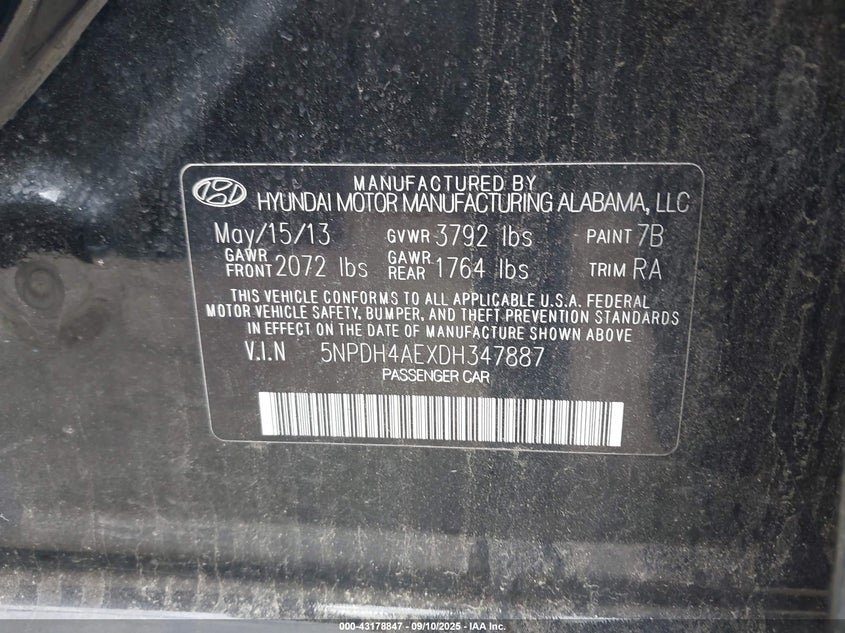 MANUFACTURED BY
HYUNDAI MOTOR MANUFACTURING ALABAMA, LLC
May/15/13 GVWR 3792 lbs PAINT 7B
GAWR FRONT 2072 lbs GAWR REAR 1764 lbs TRIM RA
THIS VEHICLE CONFORMS TO ALL APPLICABLE U.S.A. FEDERAL
MOTOR VEHICLE SAFETY, BUMPER, AND THEFT PREVENTION STANDARDS
IN EFFECT ON THE DATE OF MANUFACTURE SHOWN ABOVE
V.I.N 5NPDH4AEXDH347887
PASSENGER CAR
000-43178847 - 09/10/2025 - IAA Inc.